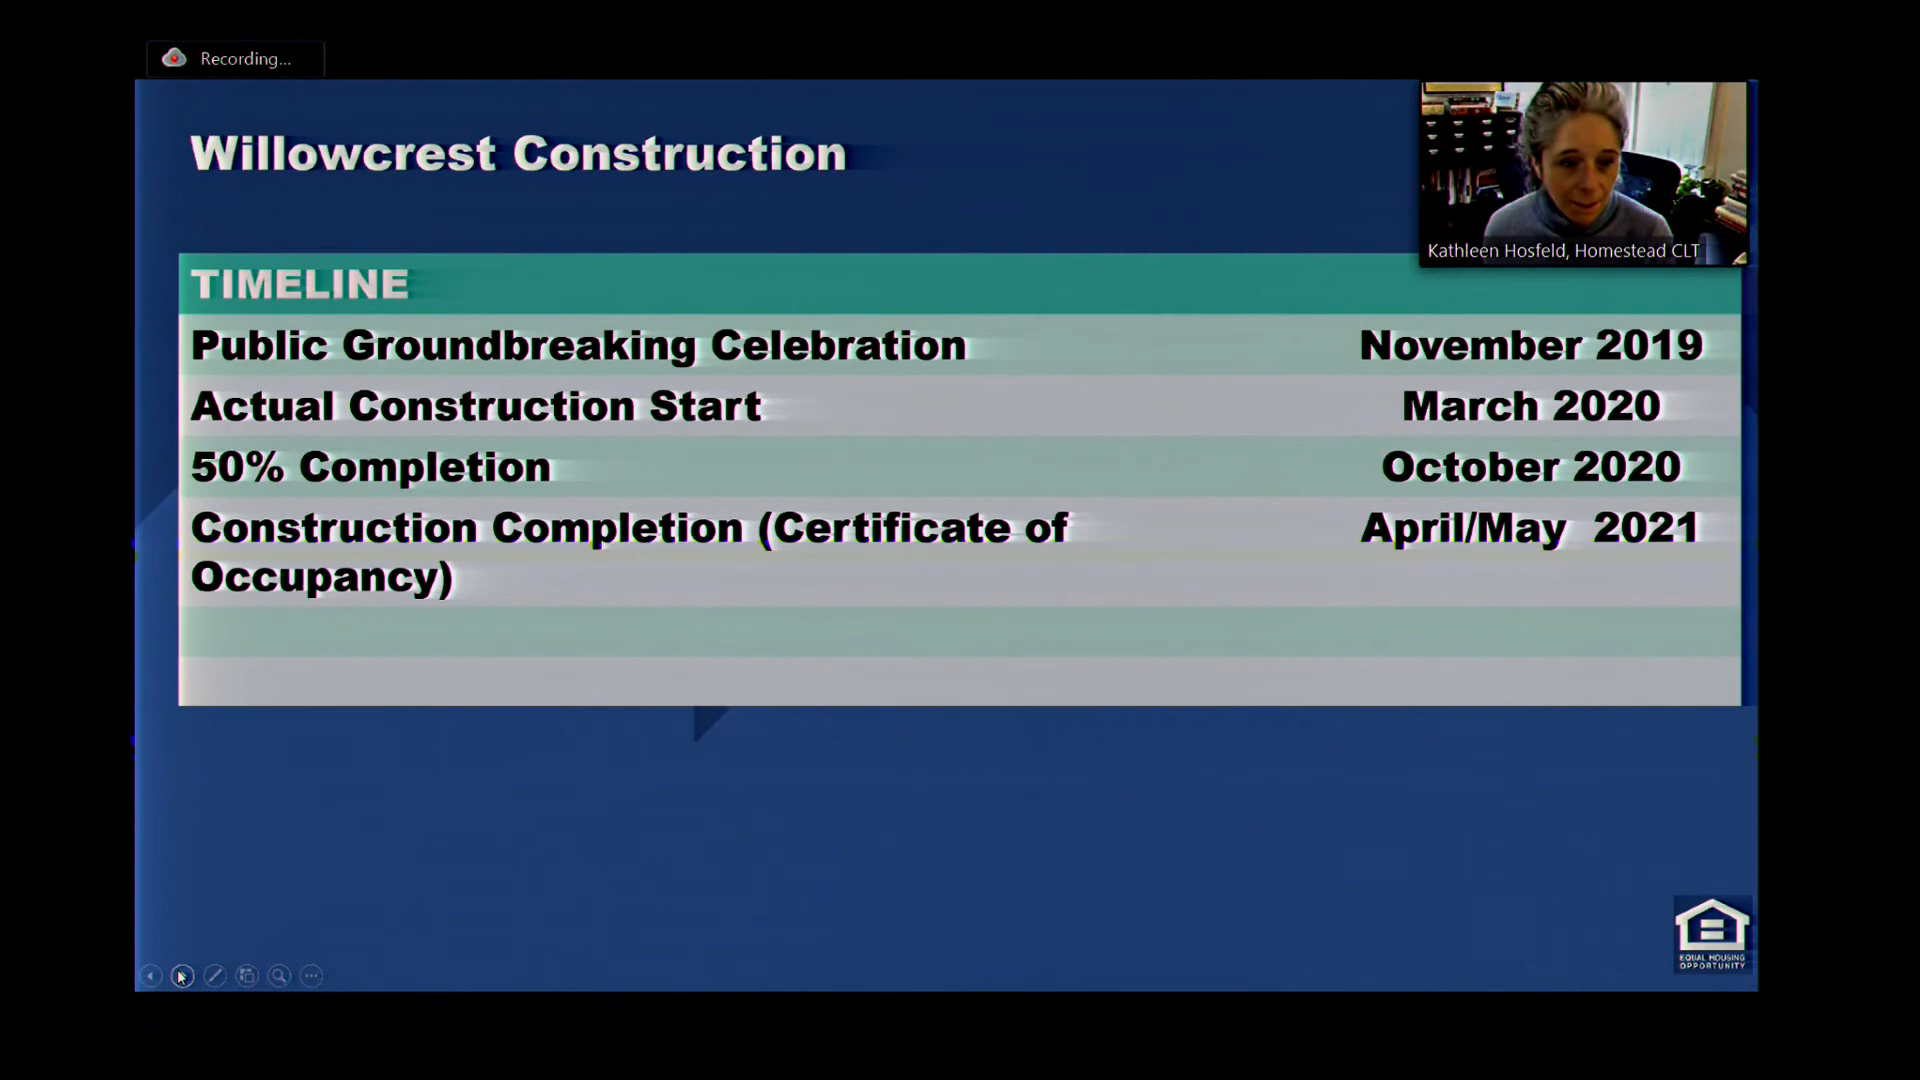 Recording...
Willowcrest Construction
Kathleen Hosfeld, Homestead CLT
TIMELINE
Public Groundbreaking Celebration November 2019
Actual Construction Start March 2020
50% Completion October 2020
Construction Completion (Certificate of April/May 2021
Occupancy)
EQUAL HOUSING
OPPORTUNITY